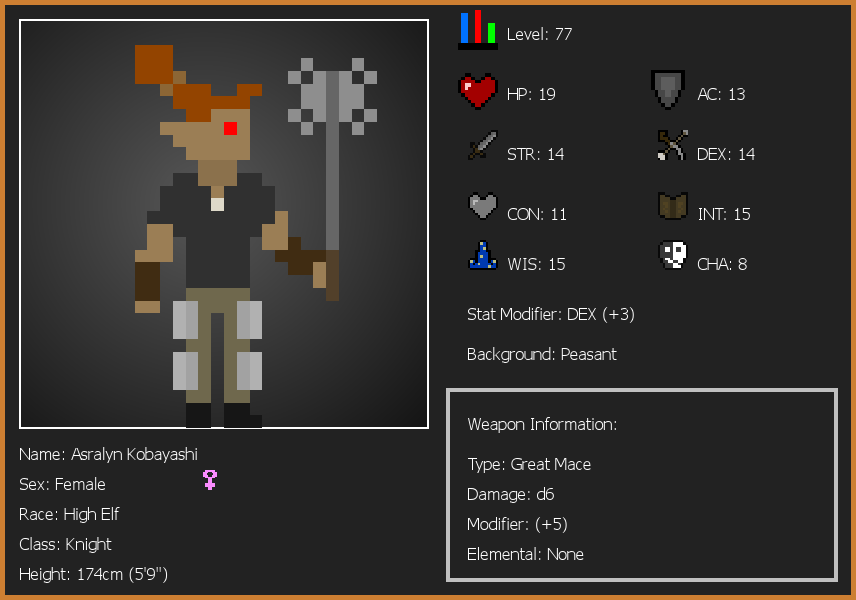 Level: 77
HP: 19
AC: 13
STR: 14
DEX: 14
CON: 11
INT: 15
WIS: 15
CHA: 8
Stat Modifier: DEX (+3)
Background: Peasant
Weapon Information:
Type: Great Mace
Damage: d6
Modifier: (+5)
Elemental: None
Name: Asralyn Kobayashi
Sex: Female
Race: High Elf
Class: Knight
Height: 174cm (5'9")